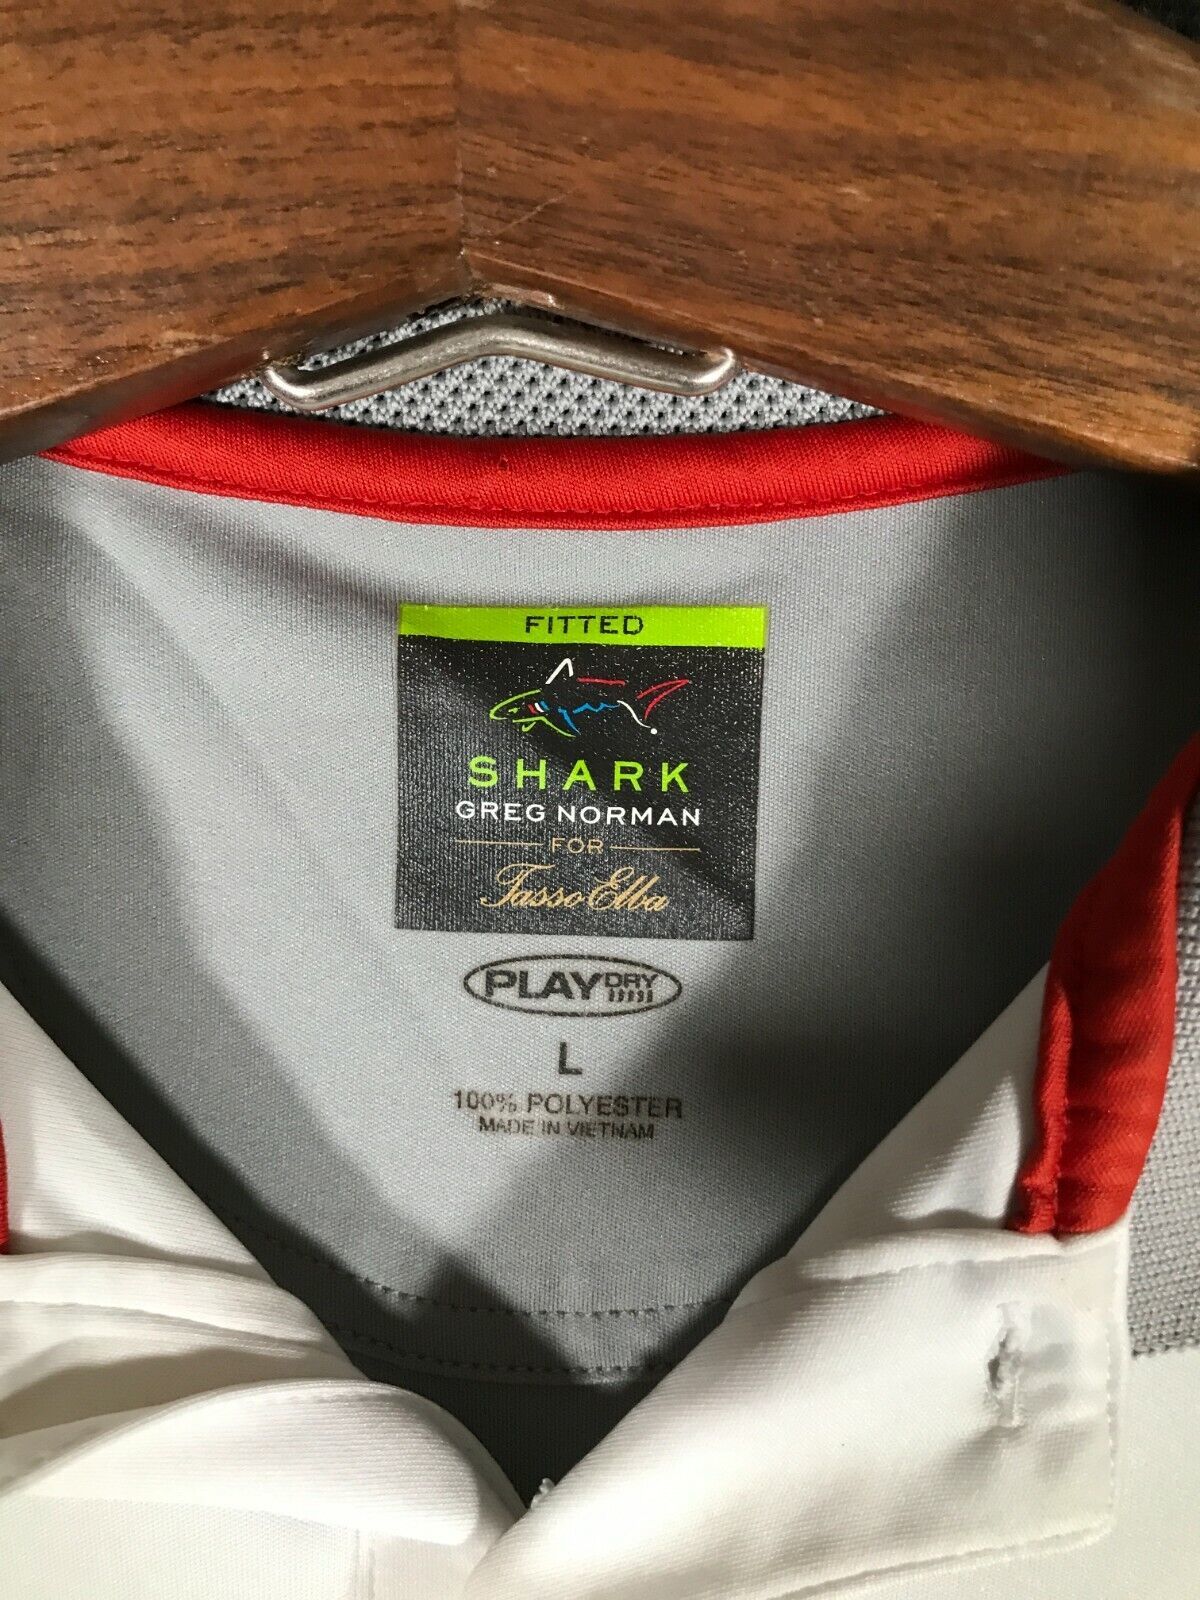 FITTED
SHARK
GREG NORMAN
FOR
Tasso Elba
PLAY DRY
L
100% POLYESTER
MADE IN VIETNAM